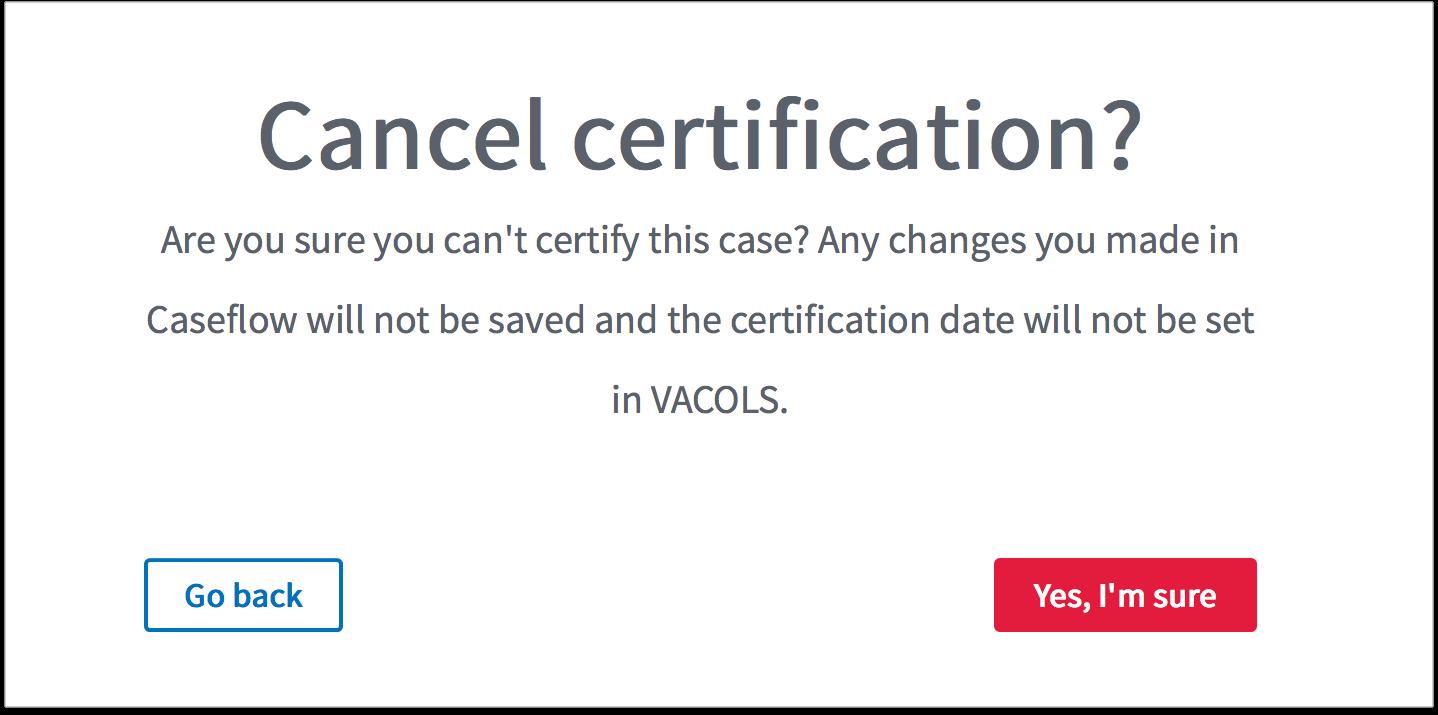 Cancel certification?
Are you sure you can't certify this case? Any changes you made in
Caseflow will not be saved and the certification date will not be set
in VACOLS.
Go back
Yes, I'm sure